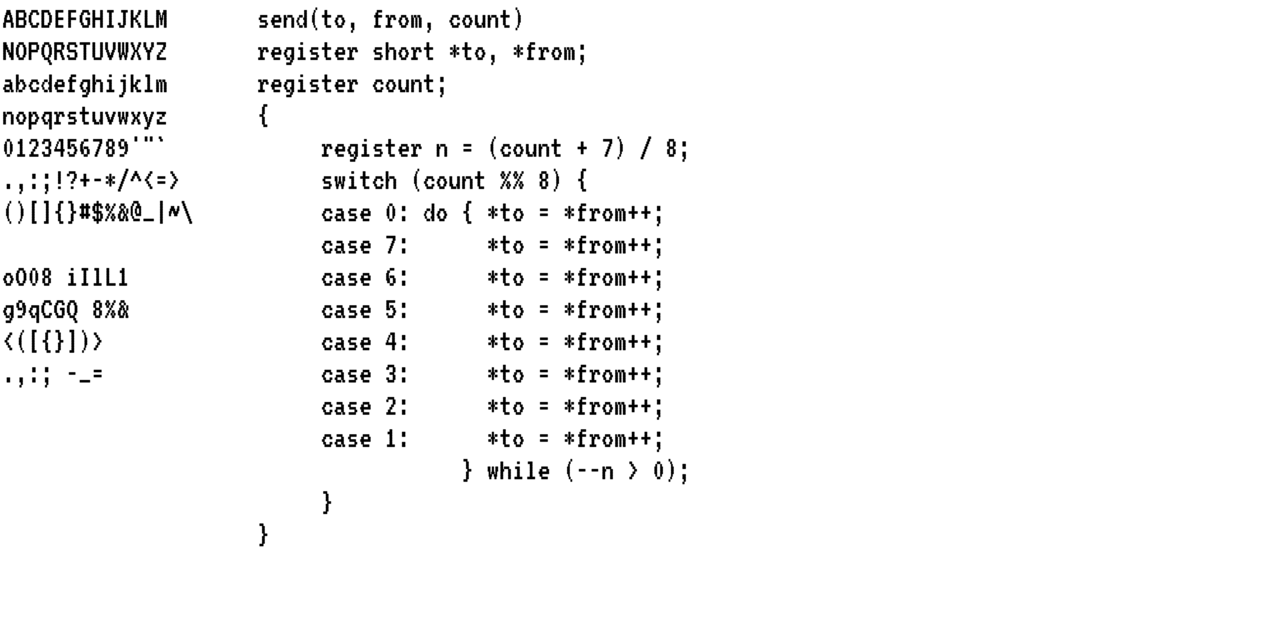 ABCDEFGHIJKLM       send(to, from, count)
NOPQRSTUVWXYZ       register short *to, *from;
abcdefghijklm       register count;
nopqrstuvwxyz       {
0123456789'"`            register n = (count + 7) / 8;
.,:;!?+-*/^<=>           switch (count %% 8) {
()[]{}#$%&@_|~\          case 0: do { *to = *from++;
                         case 7:      *to = *from++;
oO08 iIlL1               case 6:      *to = *from++;
g9qCGQ 8%&               case 5:      *to = *from++;
<([{}])>                 case 4:      *to = *from++;
.,:; -_=                 case 3:      *to = *from++;
                         case 2:      *to = *from++;
                         case 1:      *to = *from++;
                                    } while (--n > 0);
                         }
                    }